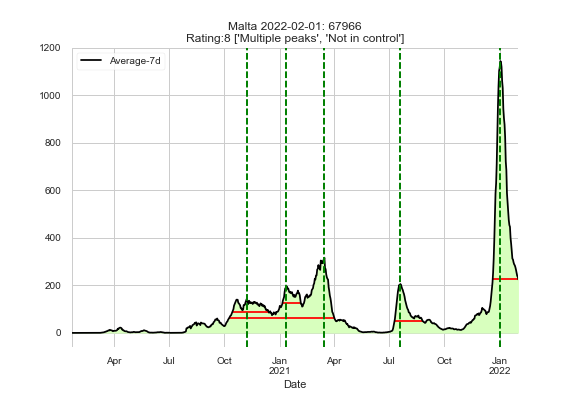 Malta 2022-02-01: 67966
Rating:8 ['Multiple peaks', 'Not in control']
1200
1000
800
600
400
200
0
Average-7d
Apr
Jul
Oct
Jan
2021
Apr
Jul
Oct
Jan
2022
Date